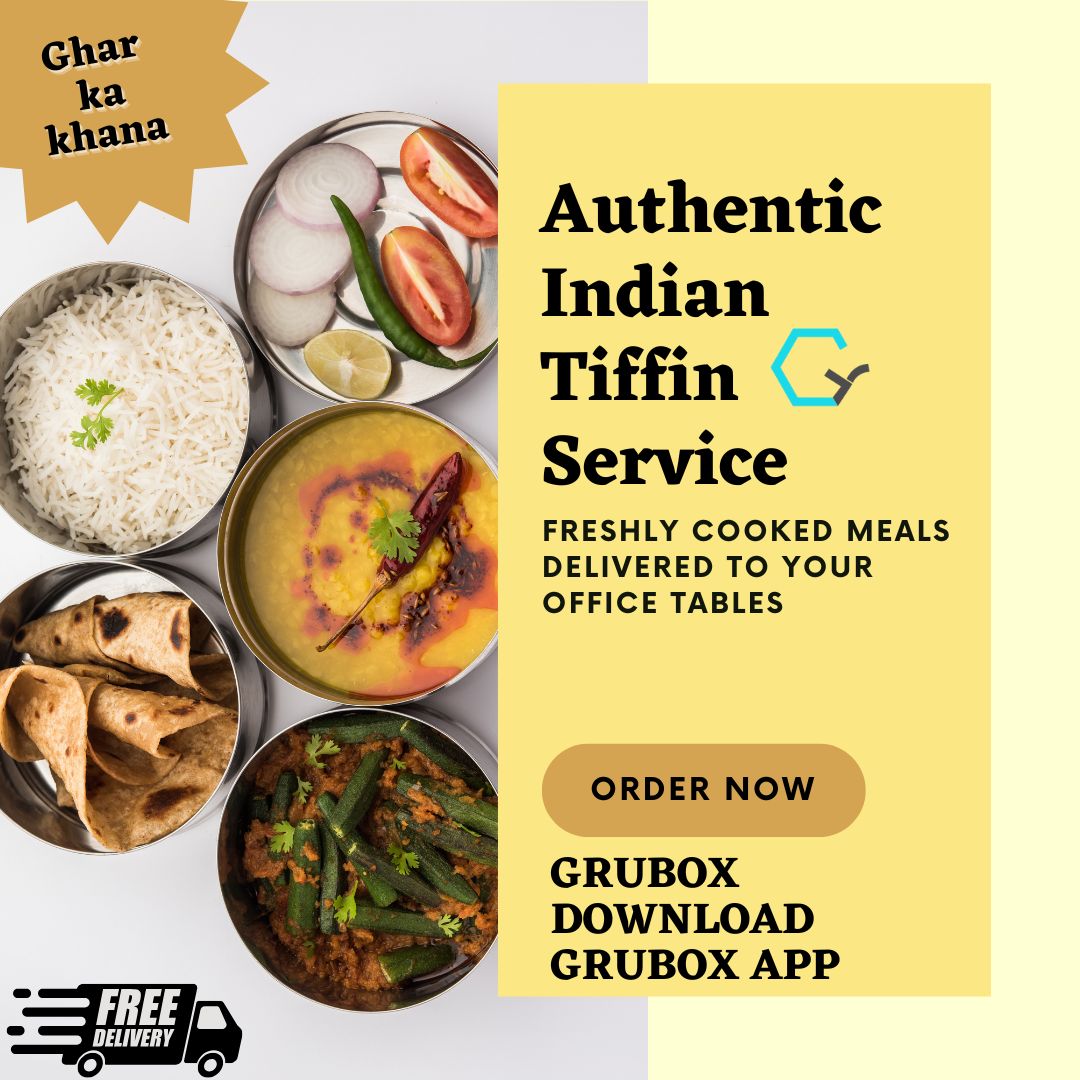 Ghar
ka
khana
Authentic
Indian
Tiffin
Service
FRESHLY COOKED MEALS
DELIVERED TO YOUR
OFFICE TABLES
ORDER NOW
GRUBOX
DOWNLOAD
GRUBOX APP
FREE
DELIVERY